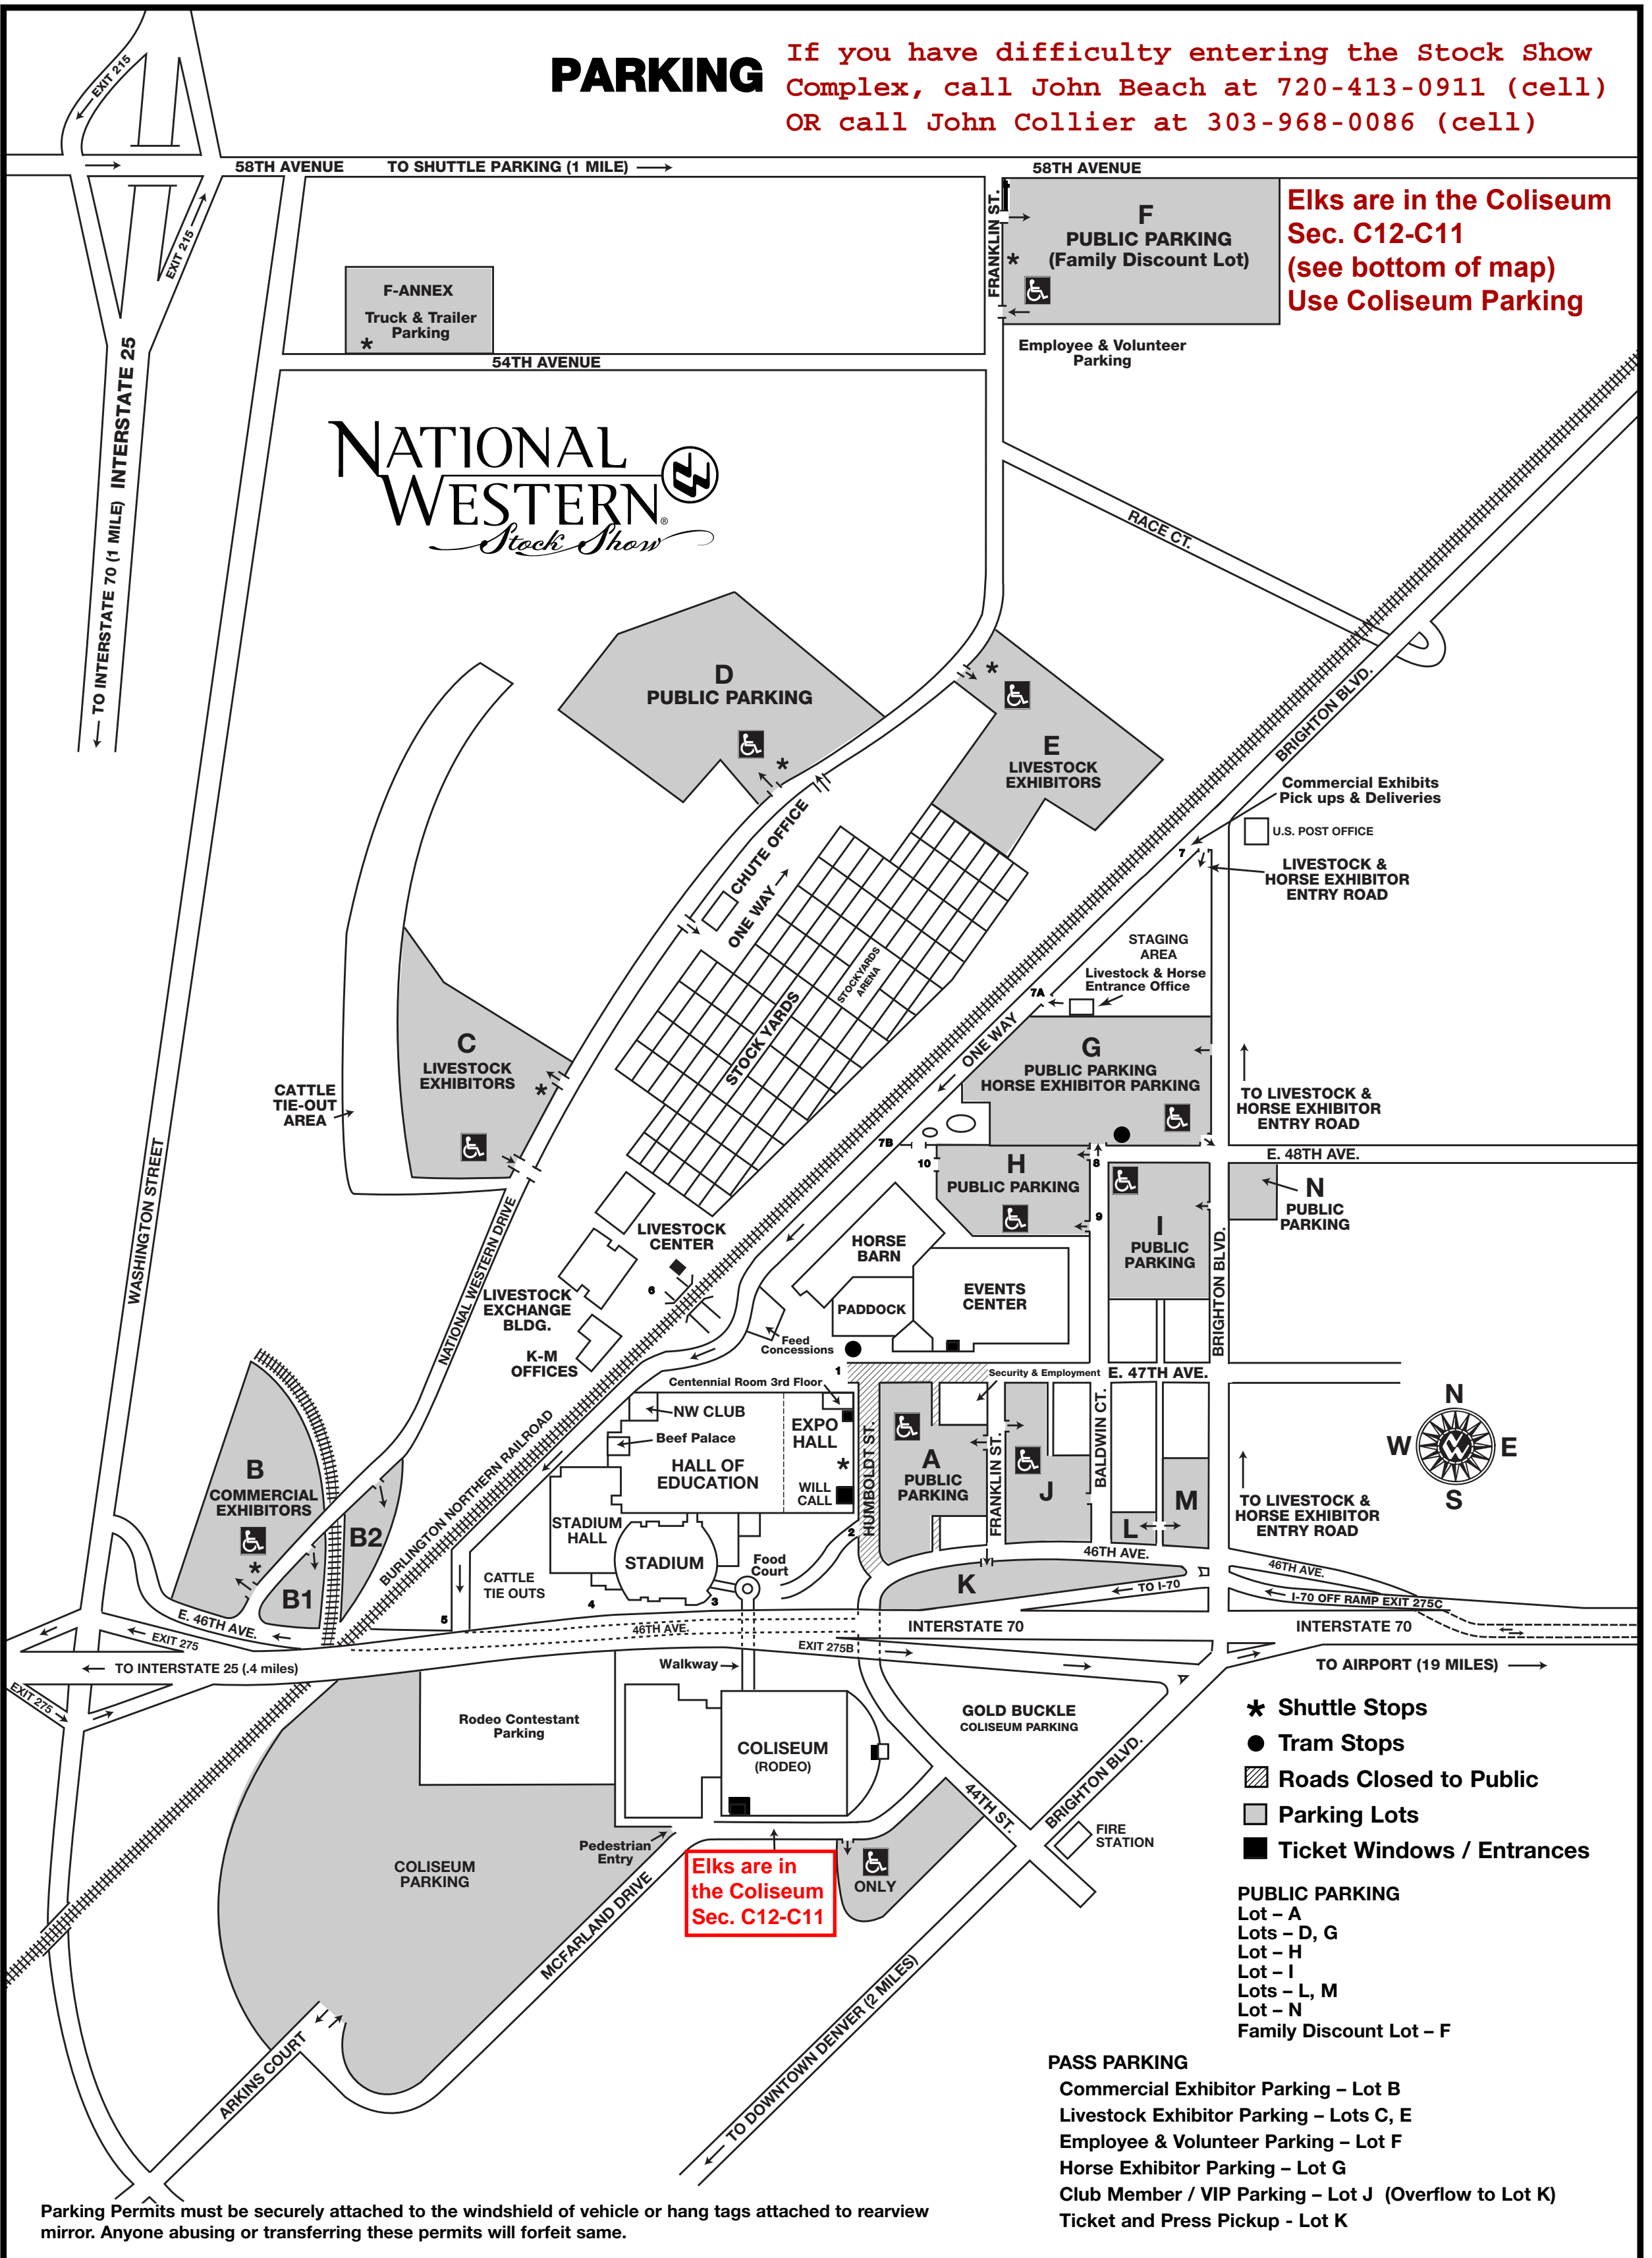 PARKING
If you have difficulty entering the Stock Show
Complex, call John Beach at 720-413-0911 (cell)
OR call John Collier at 303-968-0086 (cell)
EXIT 215
58TH AVENUE
TO SHUTTLE PARKING (1 MILE)
58TH AVENUE
EXIT 215
FRANKLIN ST.
F
PUBLIC PARKING
(Family Discount Lot)
Elks are in the Coliseum
Sec. C12-C11
(see bottom of map)
Use Coliseum Parking
F-ANNEX
Truck & Trailer
Parking
*
Employee & Volunteer
Parking
54TH AVENUE
INTERSTATE 25
TO INTERSTATE 70 (1 MILE)
NATIONAL
WESTERN®
Stock Show
RACE CT.
D
PUBLIC PARKING
E
LIVESTOCK
EXHIBITORS
BRIGHTON BLVD.
Commercial Exhibits
Pick ups & Deliveries
U.S. POST OFFICE
7
LIVESTOCK &
HORSE EXHIBITOR
ENTRY ROAD
CHUTE OFFICE
ONE WAY
STOCKYARDS
ARENA
STOCK YARDS
STAGING
AREA
Livestock & Horse
Entrance Office
7A
ONE WAY
C
LIVESTOCK
EXHIBITORS
CATTLE
TIE-OUT
AREA
G
PUBLIC PARKING
HORSE EXHIBITOR PARKING
TO LIVESTOCK &
HORSE EXHIBITOR
ENTRY ROAD
7B
10
8
E. 48TH AVE.
H
PUBLIC PARKING
9
I
PUBLIC
PARKING
N
PUBLIC
PARKING
WASHINGTON STREET
NATIONAL WESTERN DRIVE
LIVESTOCK
CENTER
6
LIVESTOCK
EXCHANGE
BLDG.
K-M
OFFICES
HORSE
BARN
PADDOCK
EVENTS
CENTER
BRIGHTON BLVD.
Feed
Concessions
1
Security & Employment
E. 47TH AVE.
Centennial Room 3rd Floor
NW CLUB
Beef Palace
HALL OF
EDUCATION
EXPO
HALL
*
WILL
CALL
HUMBOLDT ST.
A
PUBLIC
PARKING
FRANKLIN ST.
J
BALDWIN CT.
L
M
N
W
E
S
TO LIVESTOCK &
HORSE EXHIBITOR
ENTRY ROAD
B
COMMERCIAL
EXHIBITORS
B1
B2
BURLINGTON NORTHERN RAILROAD
STADIUM
HALL
STADIUM
Food
Court
2
3
4
5
CATTLE
TIE OUTS
46TH AVE.
K
TO I-70
46TH AVE.
I-70 OFF RAMP EXIT 275C
E. 46TH AVE.
EXIT 275
46TH AVE.
INTERSTATE 70
INTERSTATE 70
TO INTERSTATE 25 (.4 miles)
EXIT 275B
Walkway
TO AIRPORT (19 MILES)
EXIT 275
Rodeo Contestant
Parking
COLISEUM
(RODEO)
GOLD BUCKLE
COLISEUM PARKING
* Shuttle Stops
Tram Stops
Roads Closed to Public
Parking Lots
Ticket Windows / Entrances
44TH ST.
BRIGHTON BLVD.
FIRE
STATION
Pedestrian
Entry
COLISEUM
PARKING
Elks are in
the Coliseum
Sec. C12-C11
ONLY
MCFARLAND DRIVE
ARKINS COURT
TO DOWNTOWN DENVER (2 MILES)
PUBLIC PARKING
Lot – A
Lots – D, G
Lot – H
Lot – I
Lots – L, M
Lot – N
Family Discount Lot – F
PASS PARKING
Commercial Exhibitor Parking – Lot B
Livestock Exhibitor Parking – Lots C, E
Employee & Volunteer Parking – Lot F
Horse Exhibitor Parking – Lot G
Club Member / VIP Parking – Lot J (Overflow to Lot K)
Ticket and Press Pickup - Lot K
Parking Permits must be securely attached to the windshield of vehicle or hang tags attached to rearview
mirror. Anyone abusing or transferring these permits will forfeit same.